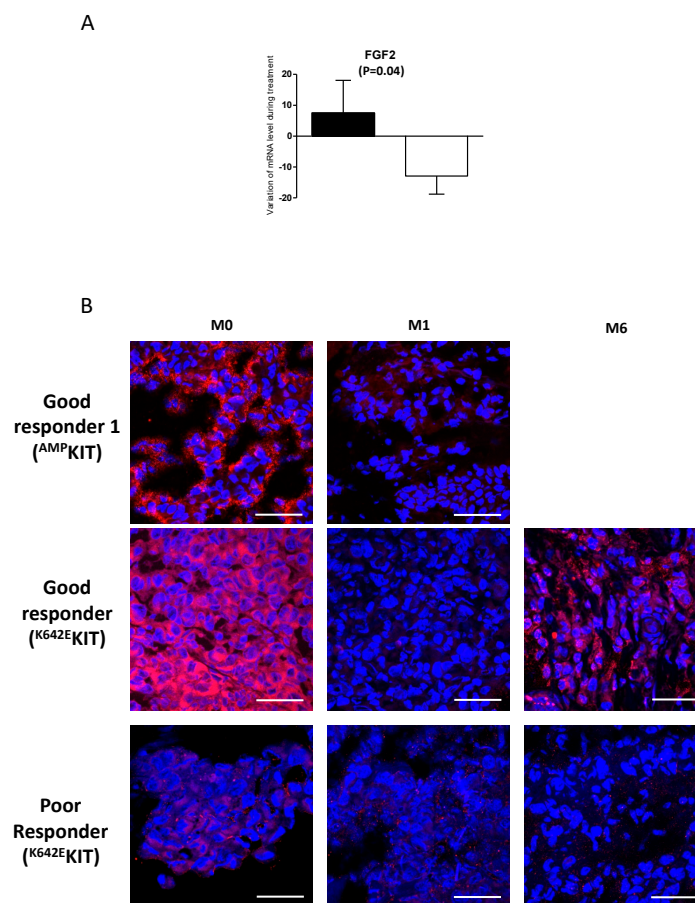 A
FGF2
(P=0.04)
Variation of mRNA level during treatment
20
10
0
-10
-20
B
M0
M1
M6
Good
responder 1
(AMPKIT)
Good
responder
(K642EKIT)
Poor
Responder
(K642EKIT)